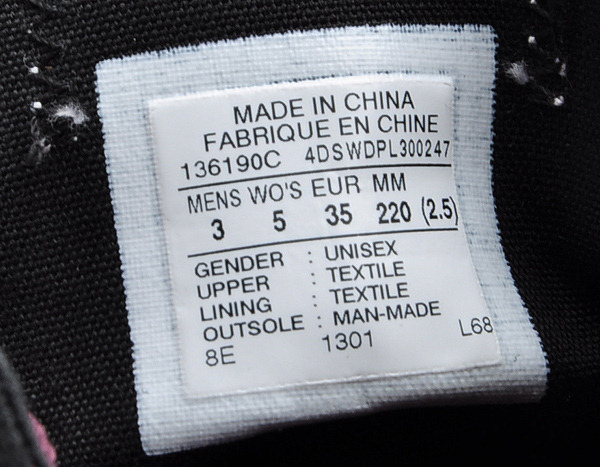 MADE IN CHINA
FABRIQUE EN CHINE
136190C 4DSWDPL300247
MENS WO'S EUR MM
3 5 35 220 (2.5)
GENDER : UNISEX
UPPER : TEXTILE
LINING : TEXTILE
OUTSOLE : MAN-MADE
8E 1301 L68